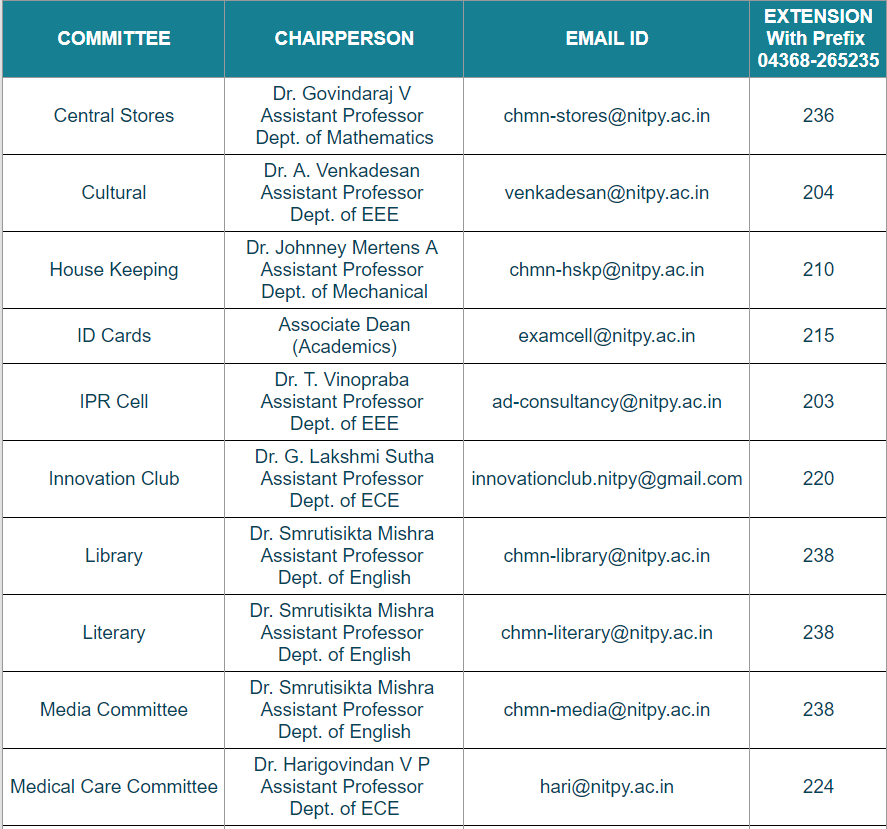 COMMITTEE
CHAIRPERSON
EMAIL ID
EXTENSION
With Prefix
04368-265235
Central Stores
Dr. Govindaraj V
Assistant Professor
Dept. of Mathematics
chmn-stores@nitpy.ac.in
236
Cultural
Dr. A. Venkadesan
Assistant Professor
Dept. of EEE
venkadesan@nitpy.ac.in
204
House Keeping
Dr. Johnney Mertens A
Assistant Professor
Dept. of Mechanical
chmn-hskp@nitpy.ac.in
210
ID Cards
Associate Dean
(Academics)
examcell@nitpy.ac.in
215
IPR Cell
Dr. T. Vinopraba
Assistant Professor
Dept. of EEE
ad-consultancy@nitpy.ac.in
203
Innovation Club
Dr. G. Lakshmi Sutha
Assistant Professor
Dept. of ECE
innovationclub.nitpy@gmail.com
220
Library
Dr. Smrutisikta Mishra
Assistant Professor
Dept. of English
chmn-library@nitpy.ac.in
238
Literary
Dr. Smrutisikta Mishra
Assistant Professor
Dept. of English
chmn-literary@nitpy.ac.in
238
Media Committee
Dr. Smrutisikta Mishra
Assistant Professor
Dept. of English
chmn-media@nitpy.ac.in
238
Medical Care Committee
Dr. Harigovindan V P
Assistant Professor
Dept. of ECE
hari@nitpy.ac.in
224